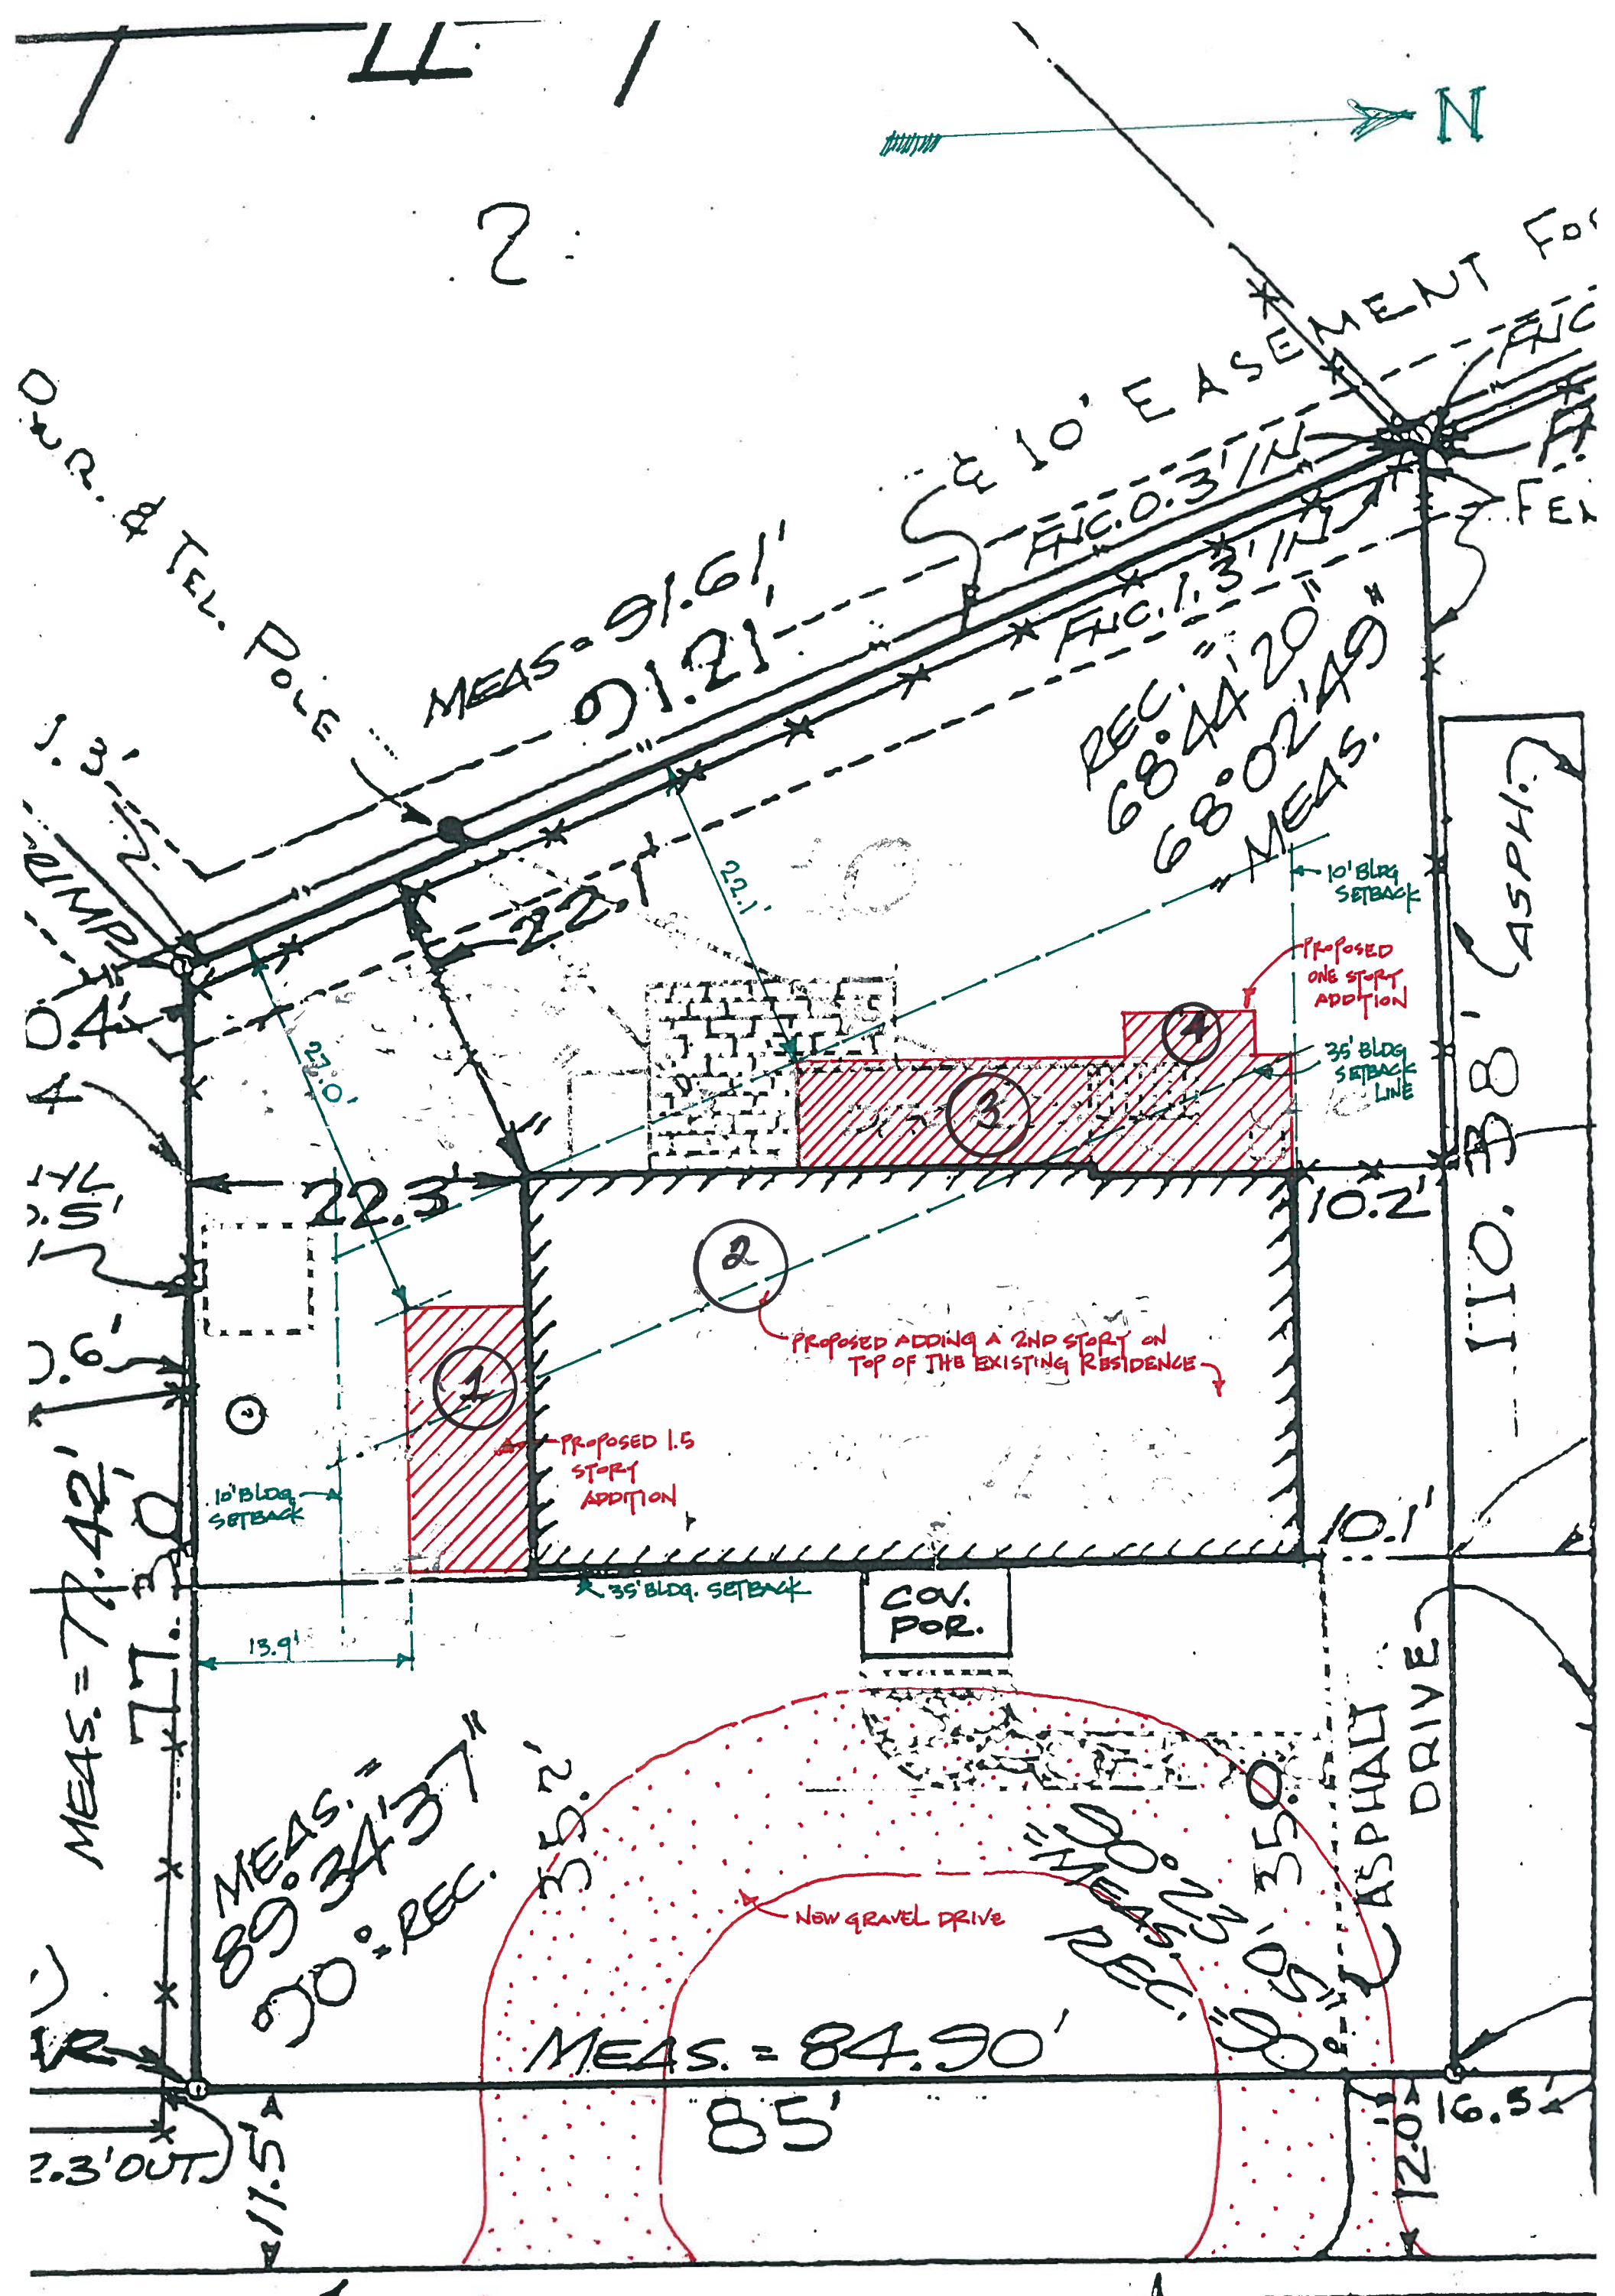 N
2
10' EASEMENT
FNC
PWR. & TEL. POLE
MEAS= 91.61'
91.21'
FNC. 0.3' IN
FNC. 1.3' IN
REC. =
68°44'20"
68°02'49"
= MEAS.
1.3'
22.1'
22.1'
10' BLDG
SETBACK
(ASPH.)
PROPOSED
ONE STORY
ADDITION
4
35' BLDG
SETBACK
LINE
3
0.4'
4
27.0'
22.3'
10.2'
110.38'
2
PROPOSED ADDING A 2ND STORY ON
TOP OF THE EXISTING RESIDENCE
1
PROPOSED 1.5
STORY
ADDITION
10' BLDG
SETBACK
10.1'
35' BLDG. SETBACK
COV.
POR.
13.9'
MEAS. = 77.42'
77.30'
ASPHALT
DRIVE
MEAS. =
89°34'37"
90° = REC.
35.2'
35.0'
90°23'05"
= MEAS.
REC. = 90°
NEW GRAVEL DRIVE
MEAS. = 84.90'
85'
2.3' OUT
11.5'
12.0'
16.5'